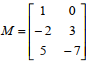 M = [ 1 0
-2 3
5 -7 ]